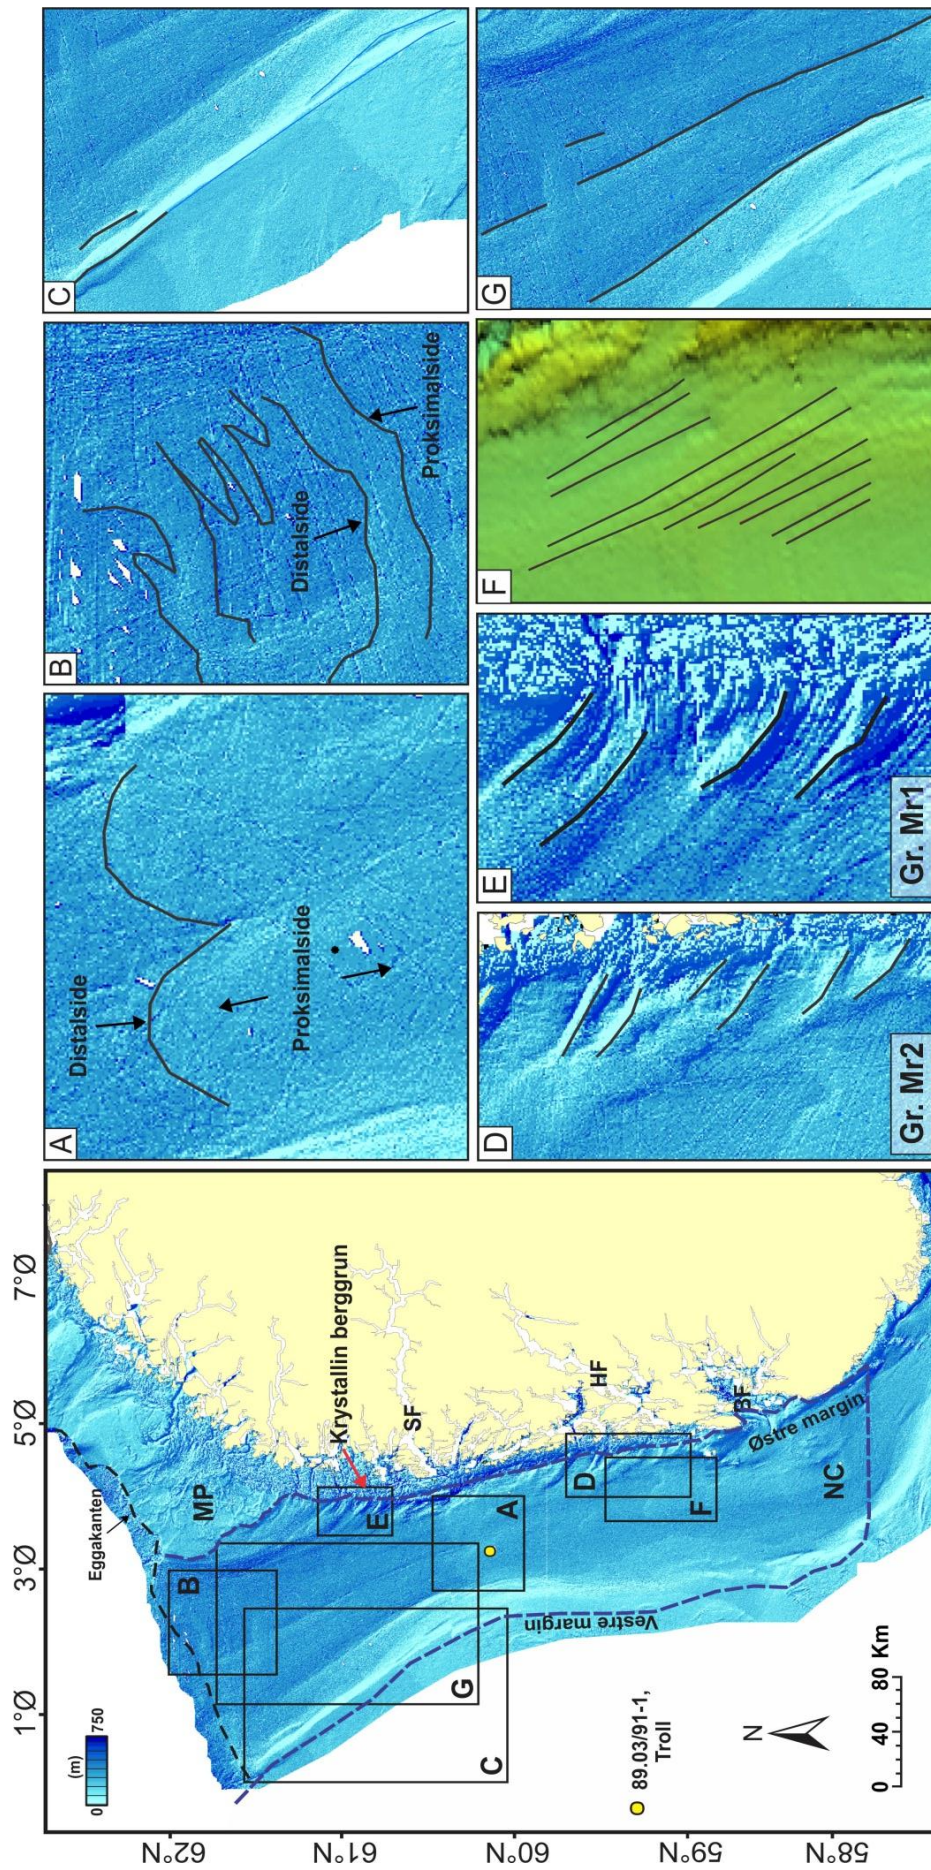 1°Ø
3°Ø
5°Ø
7°Ø
62°N
61°N
60°N
59°N
58°N
(m)
0
750
Eggakanten
MP
B
Krystallin berggrun
E
SF
G
C
A
HF
D
F
BF
Østre margin
NC
Vestre margin
89.03/91-1,
Troll
N
0
40
80 Km
A
Distalside
Proksimalside
B
Distalside
Proksimalside
C
D
Gr. Mr2
E
Gr. Mr1
F
G